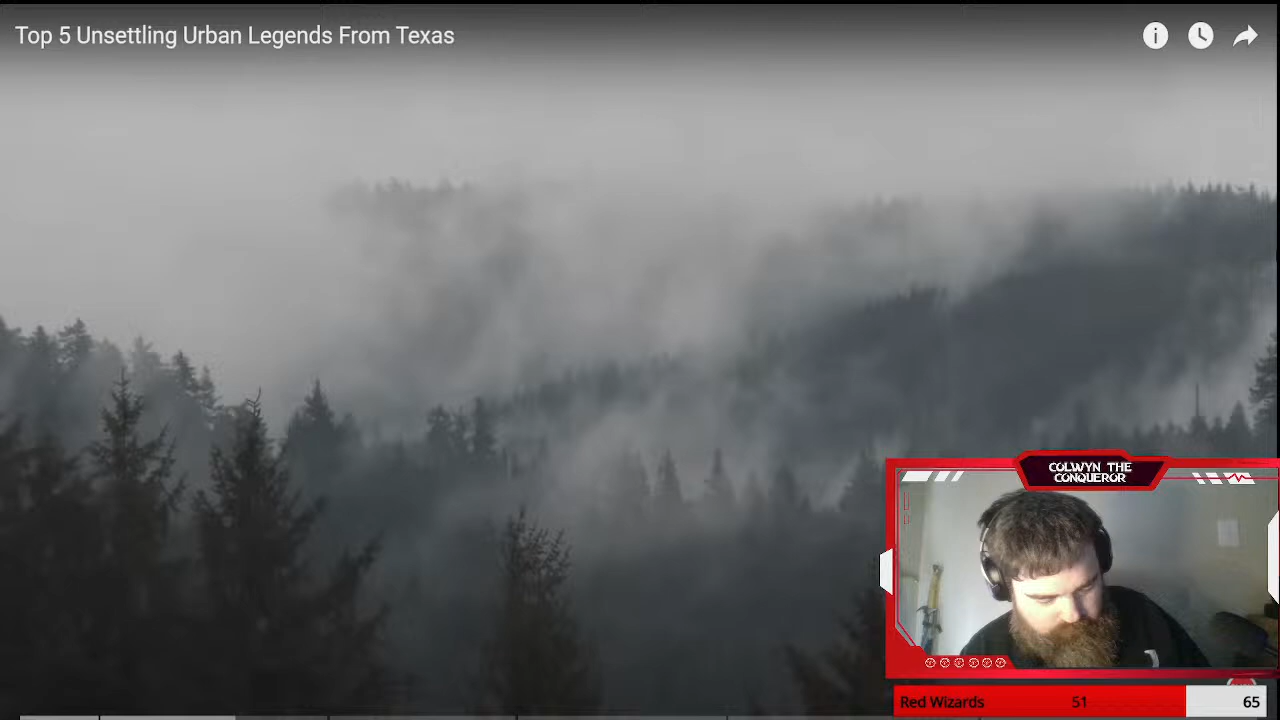 Top 5 Unsettling Urban Legends From Texas
COLWYN THE
CONQUEROR
Red Wizards 51 65